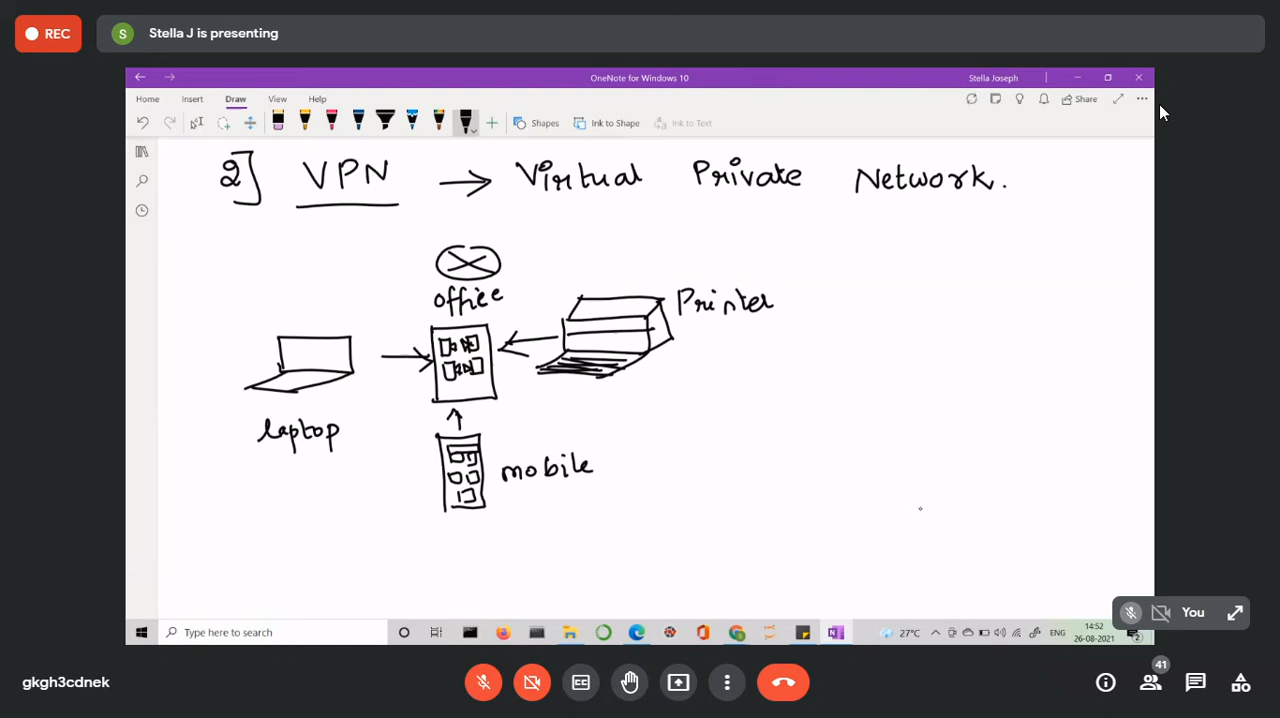 REC
S Stella J is presenting
OneNote for Windows 10
Stella Joseph
Home Insert Draw View Help
Share
Shapes Ink to Shape Ink to Text
2] VPN → Virtual Private Network.
office
Printer
laptop
mobile
You
Type here to search
27°C ENG 14:52
26-08-2021
2
gkgh3cdnek
CC
41